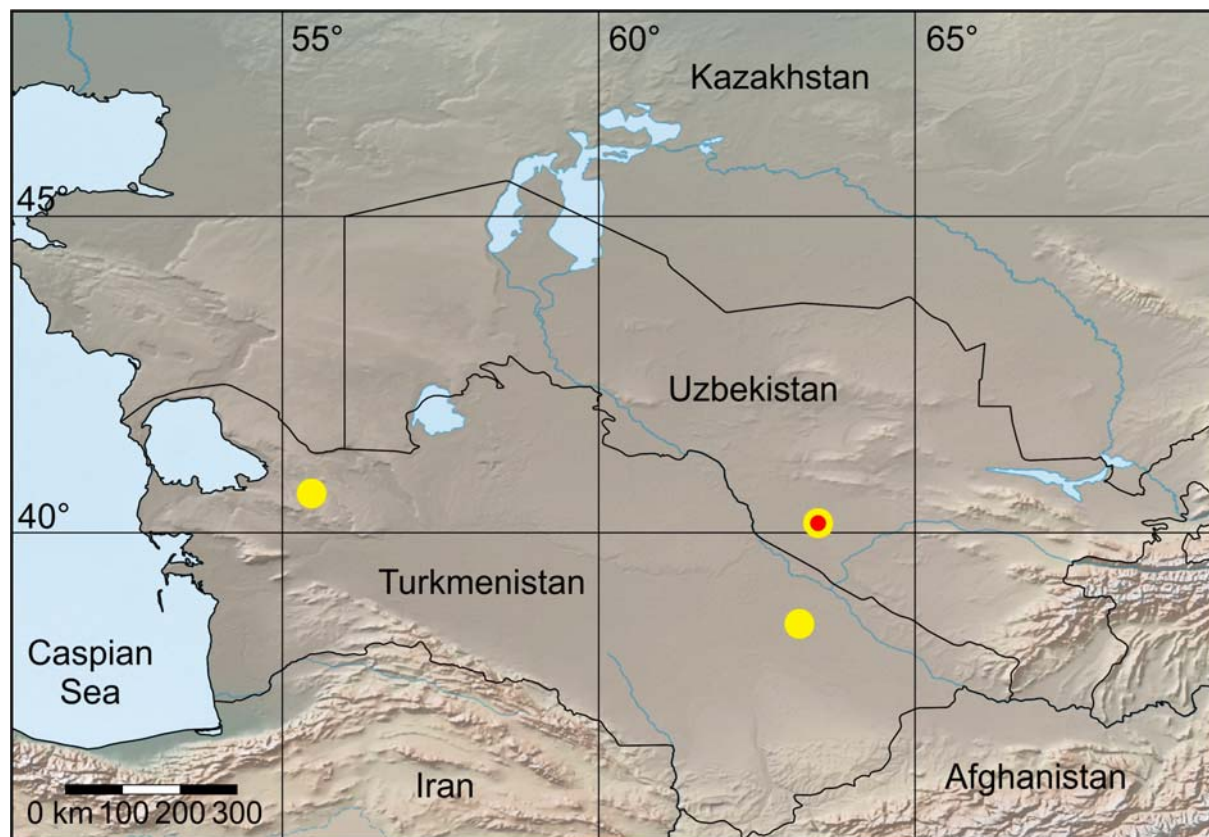 55°
60°
65°
Kazakhstan
45°
Uzbekistan
40°
Turkmenistan
Caspian
Sea
Iran
Afghanistan
0 km 100 200 300